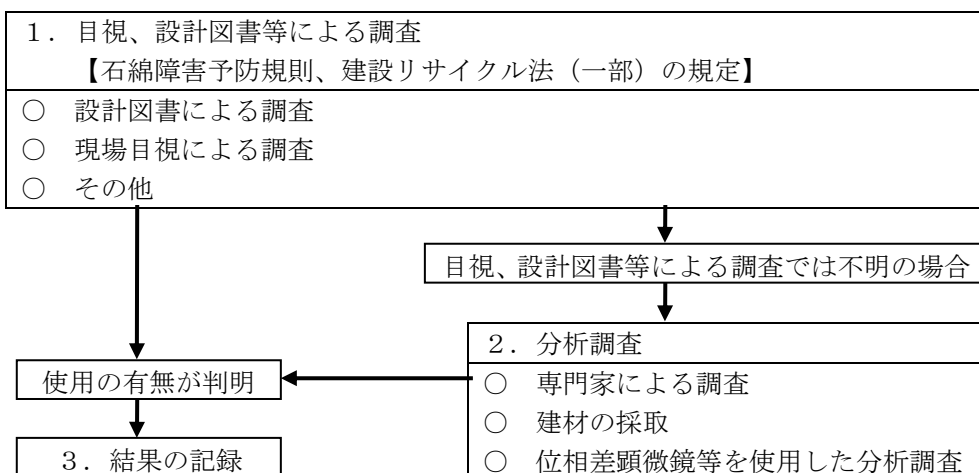 1．目視、設計図書等による調査
【石綿障害予防規則、建設リサイクル法（一部）の規定】
○ 設計図書による調査
○ 現場目視による調査
○ その他
目視、設計図書等による調査では不明の場合
2．分析調査
○ 専門家による調査
○ 建材の採取
○ 位相差顕微鏡等を使用した分析調査
使用の有無が判明
3．結果の記録